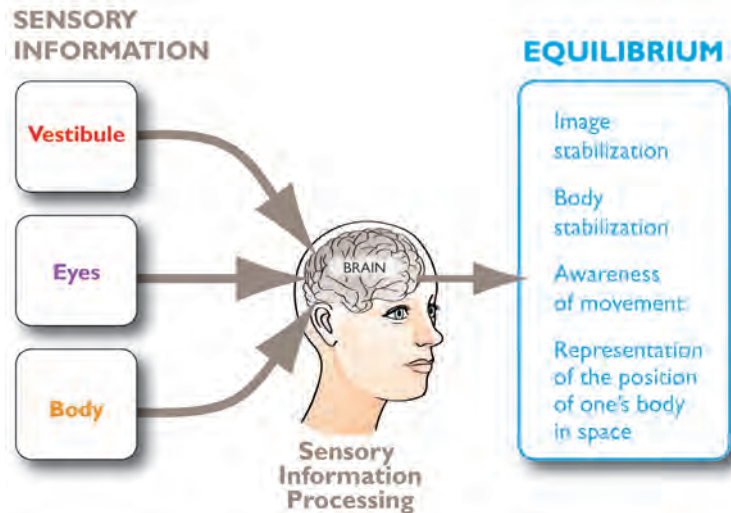 SENSORY
INFORMATION
Vestibule
Eyes
Body
BRAIN
Sensory
Information
Processing
EQUILIBRIUM
Image
stabilization
Body
stabilization
Awareness
of movement
Representation
of the position
of one's body
in space